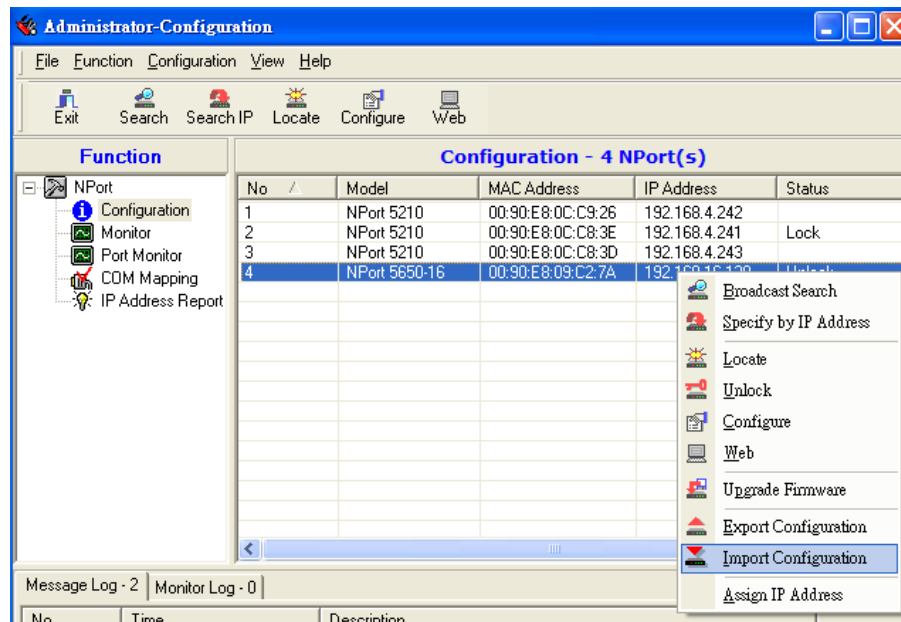 Administrator-Configuration
File Function Configuration View Help
Exit Search Search IP Locate Configure Web
Function
Configuration - 4 NPort(s)
NPort
Configuration
Monitor
Port Monitor
COM Mapping
IP Address Report
No Model MAC Address IP Address Status
1 NPort 5210 00:90:E8:0C:C9:26 192.168.4.242
2 NPort 5210 00:90:E8:0C:C8:3E 192.168.4.241 Lock
3 NPort 5210 00:90:E8:0C:C8:3D 192.168.4.243
4 NPort 5650-16 00:90:E8:09:C2:7A
Broadcast Search
Specify by IP Address
Locate
Unlock
Configure
Web
Upgrade Firmware
Export Configuration
Import Configuration
Assign IP Address
Message Log - 2 Monitor Log - 0
No Time Description